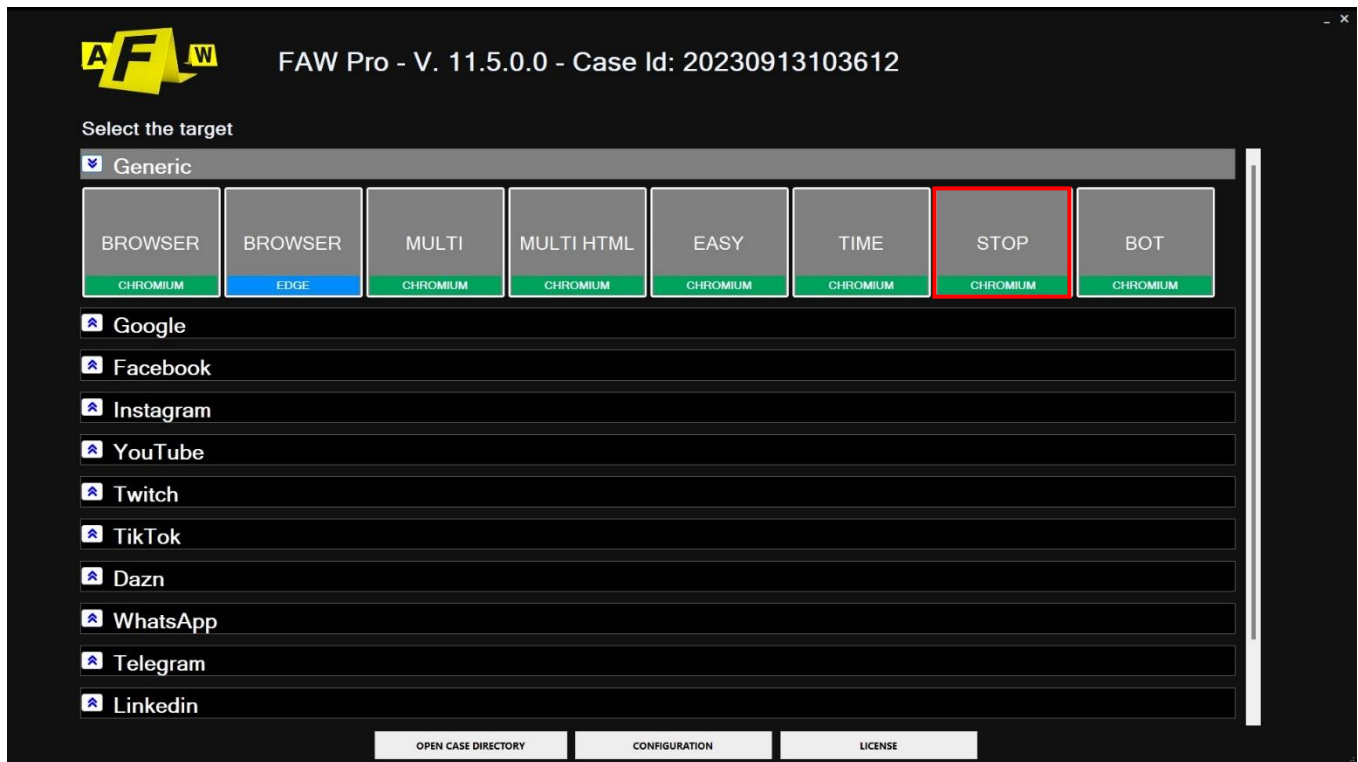 A F W
FAW Pro - V. 11.5.0.0 - Case Id: 20230913103612
Select the target
Generic
BROWSER BROWSER MULTI MULTI HTML EASY TIME STOP BOT
CHROMIUM EDGE CHROMIUM CHROMIUM CHROMIUM CHROMIUM CHROMIUM CHROMIUM
Google
Facebook
Instagram
YouTube
Twitch
TikTok
Dazn
WhatsApp
Telegram
Linkedin
OPEN CASE DIRECTORY CONFIGURATION LICENSE